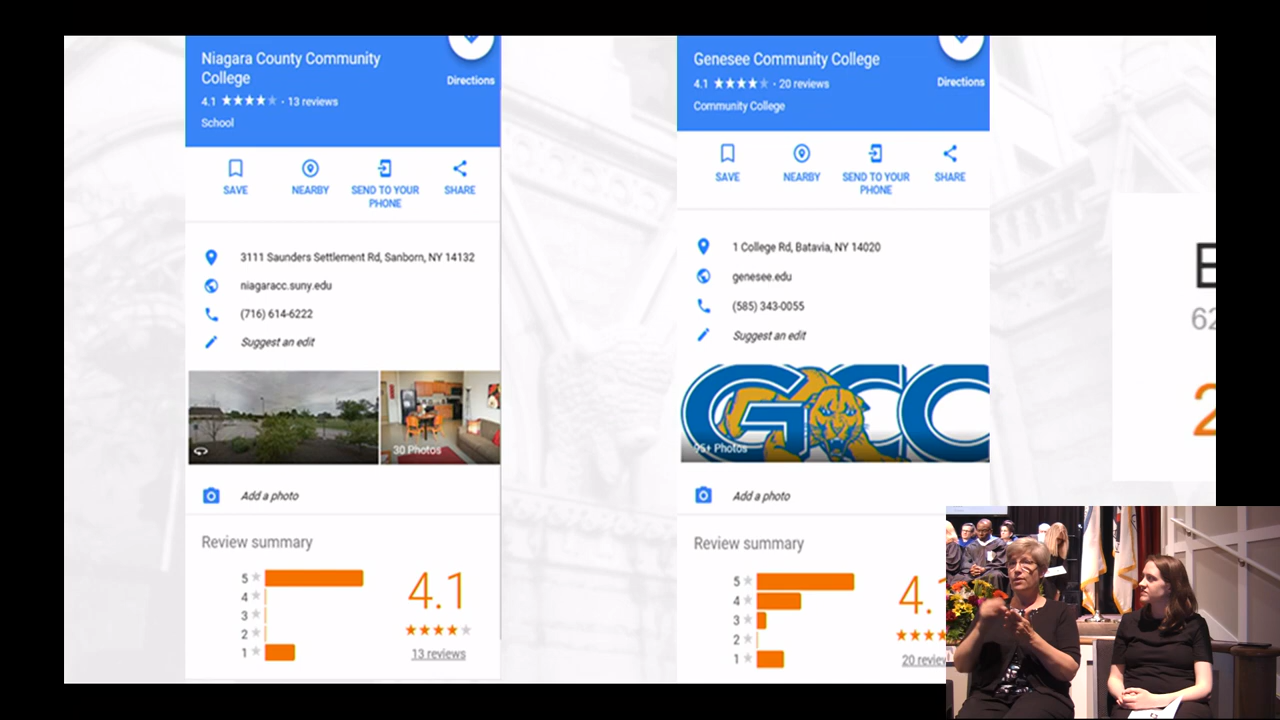 Niagara County Community
College
4.1 · 13 reviews
School
Directions
SAVE
NEARBY
SEND TO YOUR
PHONE
SHARE
3111 Saunders Settlement Rd, Sanborn, NY 14132
niagaracc.suny.edu
(716) 614-6222
Suggest an edit
30 Photos
Add a photo
Review summary
5
4
3
2
1
4.1
13 reviews
Genesee Community College
4.1 · 20 reviews
Community College
Directions
SAVE
NEARBY
SEND TO YOUR
PHONE
SHARE
1 College Rd, Batavia, NY 14020
genesee.edu
(585) 343-0055
Suggest an edit
GCC
95+ Photos
Add a photo
Review summary
5
4
3
2
1
4.
20
E
62
2